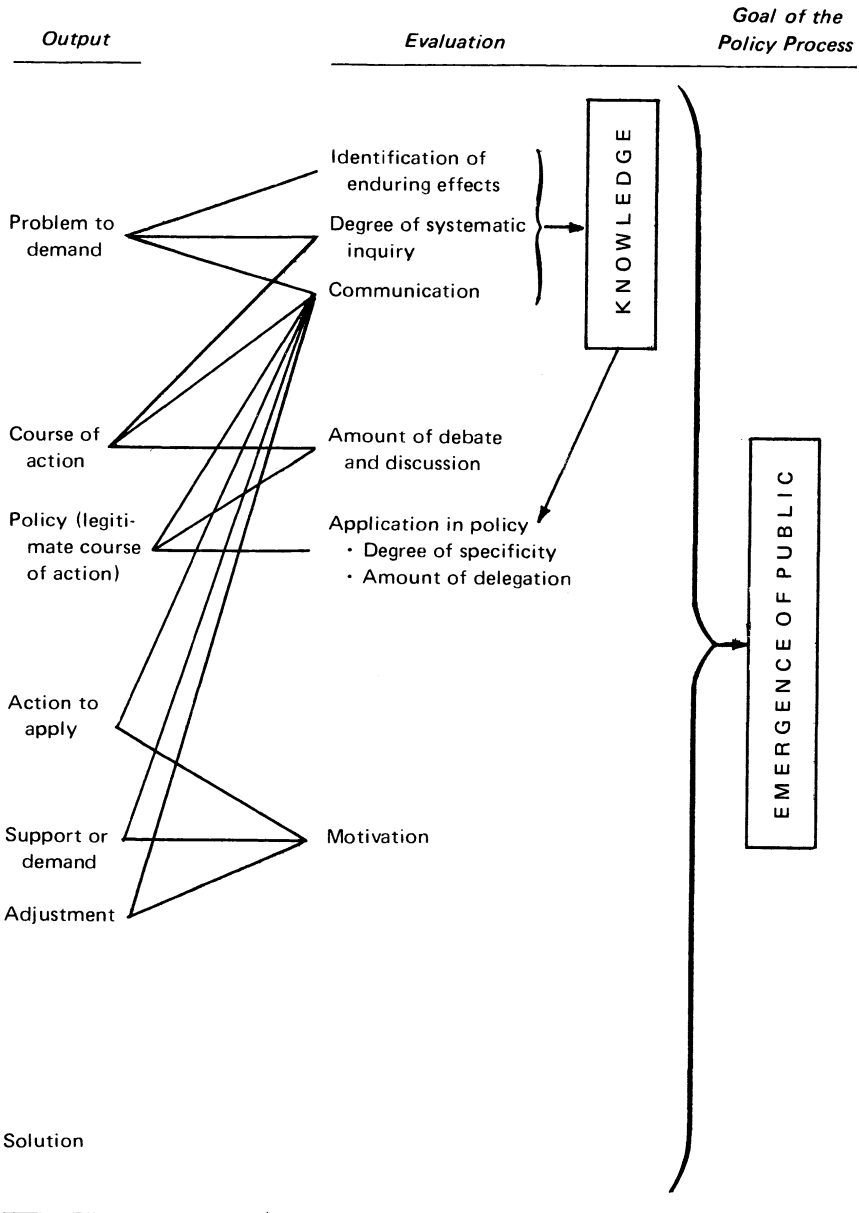 Output
Evaluation
Goal of the
Policy Process
Problem to
demand
Identification of
enduring effects
Degree of systematic
inquiry
Communication
KNOWLEDGE
Course of
action
Amount of debate
and discussion
Policy (legiti-
mate course
of action)
Application in policy
· Degree of specificity
· Amount of delegation
EMERGENCE OF PUBLIC
Action to
apply
Support or
demand
Motivation
Adjustment
Solution